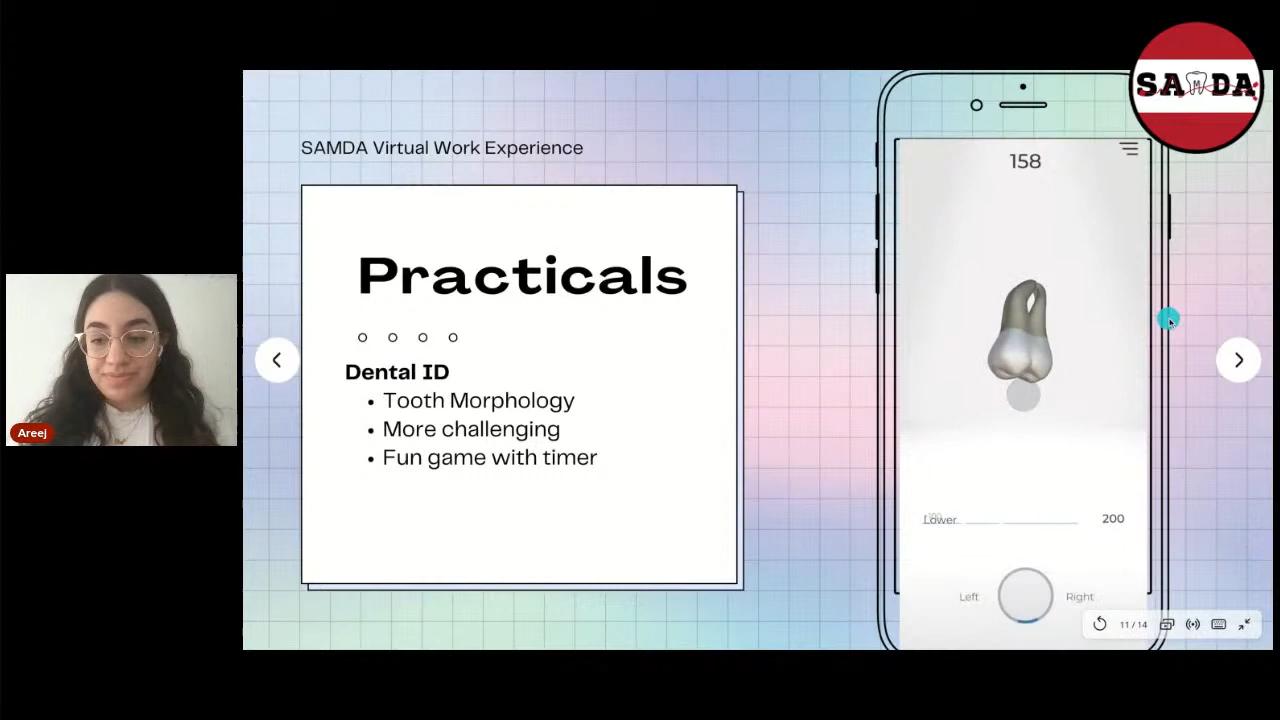 SAMDA
SAMDA Virtual Work Experience
158
Practicals
Dental ID
Tooth Morphology
More challenging
Fun game with timer
Areej
Lower
200
Left
Right
11 / 14